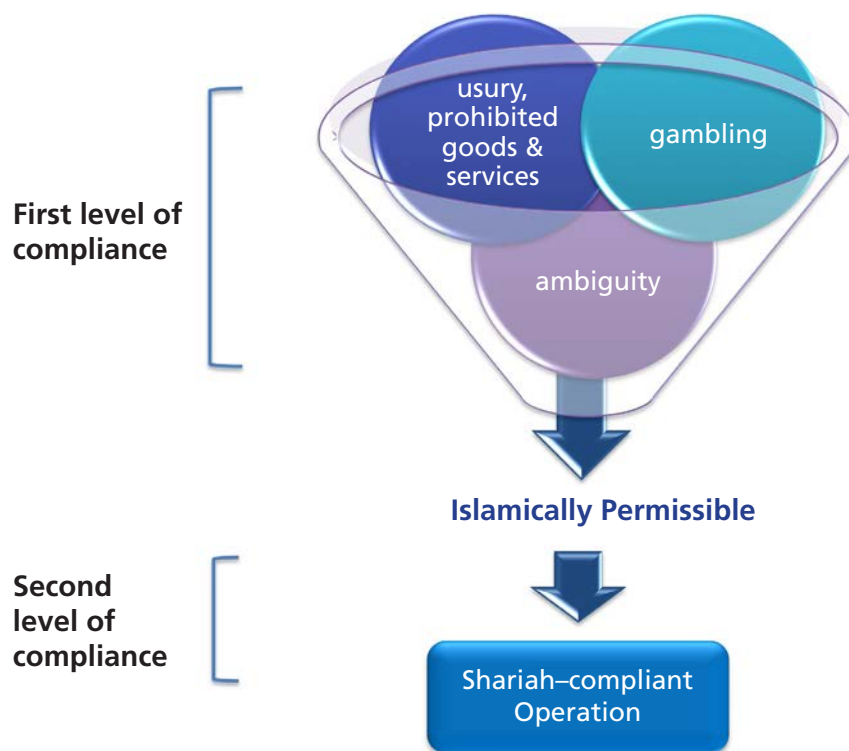 First level of
compliance
usury,
prohibited
goods &
services
gambling
ambiguity
Islamically Permissible
Second
level of
compliance
Shariah–compliant
Operation